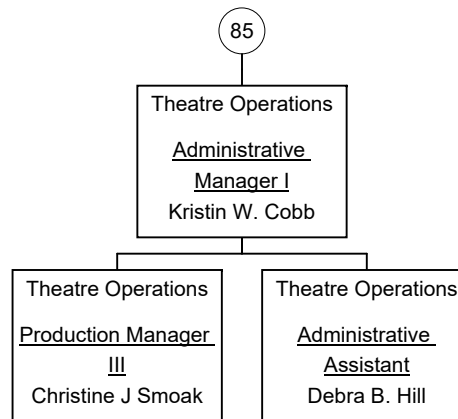 85
Theatre Operations
Administrative
Manager I
Kristin W. Cobb
Theatre Operations
Production Manager
III
Christine J Smoak
Theatre Operations
Administrative
Assistant
Debra B. Hill